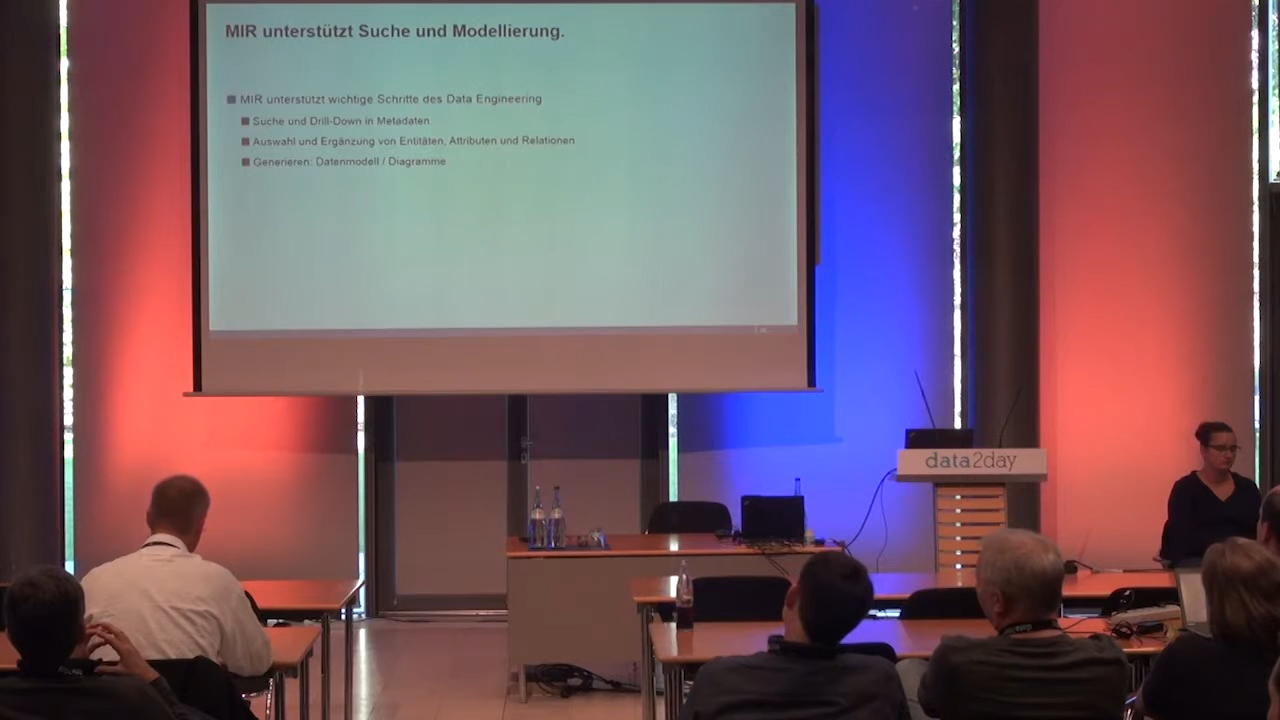 MIR unterstützt Suche und Modellierung.
MIR unterstützt wichtige Schritte des Data Engineering
Suche und Drill-Down in Metadaten
Auswahl und Ergänzung von Entitäten, Attributen und Relationen
Generieren: Datenmodell / Diagramme
data2day